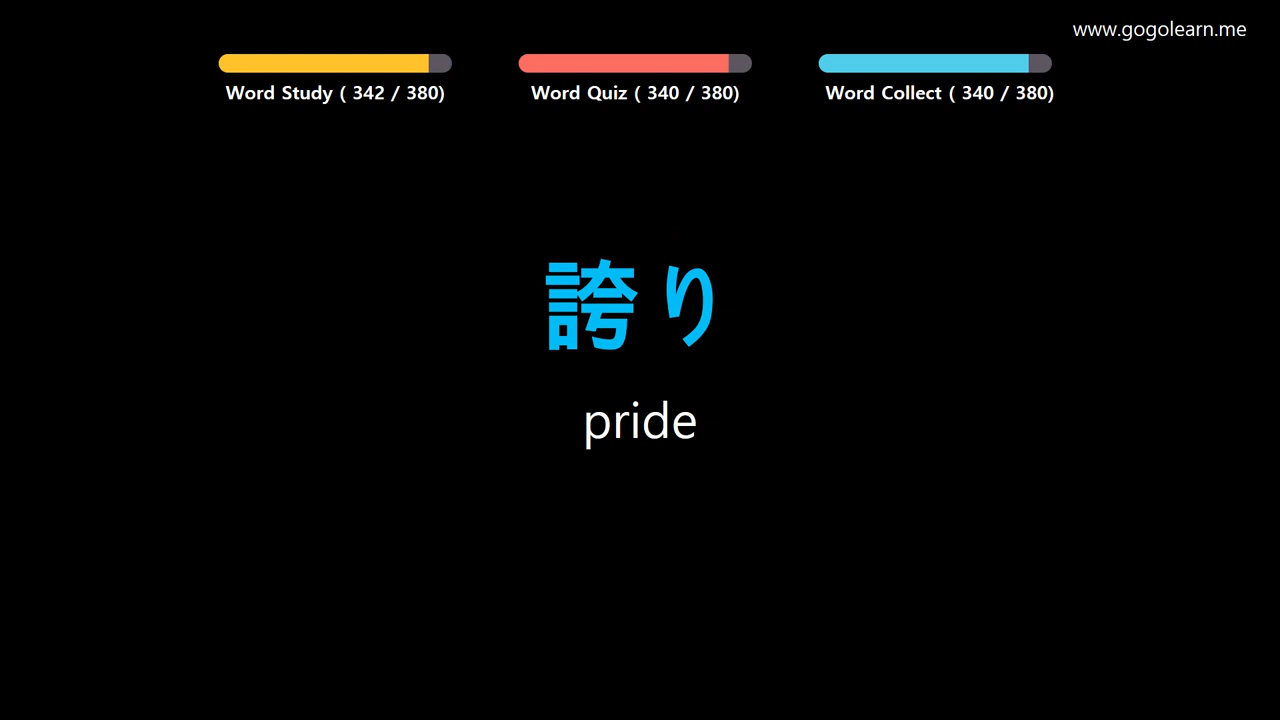 www.gogolearn.me
Word Study ( 342 / 380)
Word Quiz ( 340 / 380)
Word Collect ( 340 / 380)
誇り
pride